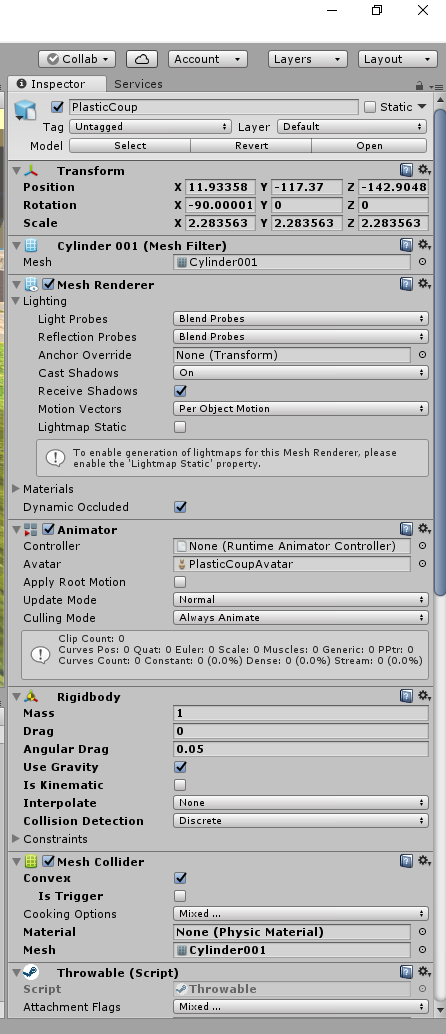 Collab Account Layers Layout
Inspector Services
PlasticCoup Static
Tag Untagged Layer Default
Model Select Revert Open
Transform
Position X 11.93358 Y -117.37 Z -142.9048
Rotation X -90.00001 Y 0 Z 0
Scale X 2.283563 Y 2.283563 Z 2.283563
Cylinder 001 (Mesh Filter)
Mesh Cylinder001
Mesh Renderer
Lighting
Light Probes Blend Probes
Reflection Probes Blend Probes
Anchor Override None (Transform)
Cast Shadows On
Receive Shadows
Motion Vectors Per Object Motion
Lightmap Static
To enable generation of lightmaps for this Mesh Renderer, please
enable the 'Lightmap Static' property.
Materials
Dynamic Occluded
Animator
Controller None (Runtime Animator Controller)
Avatar PlasticCoupAvatar
Apply Root Motion
Update Mode Normal
Culling Mode Always Animate
Clip Count: 0
Curves Pos: 0 Quat: 0 Euler: 0 Scale: 0 Muscles: 0 Generic: 0 PPtr: 0
Curves Count: 0 Constant: 0 (0.0%) Dense: 0 (0.0%) Stream: 0 (0.0%)
Rigidbody
Mass 1
Drag 0
Angular Drag 0.05
Use Gravity
Is Kinematic
Interpolate None
Collision Detection Discrete
Constraints
Mesh Collider
Convex
Is Trigger
Cooking Options Mixed ...
Material None (Physic Material)
Mesh Cylinder001
Throwable (Script)
Script Throwable
Attachment Flags Mixed ...